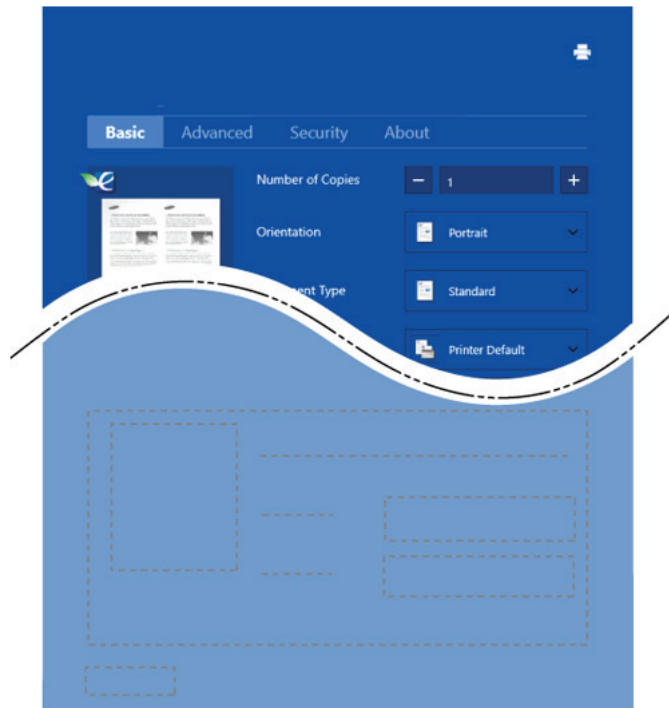 Basic Advanced Security About
Number of Copies 1
Orientation Portrait
Type Standard
Printer Default